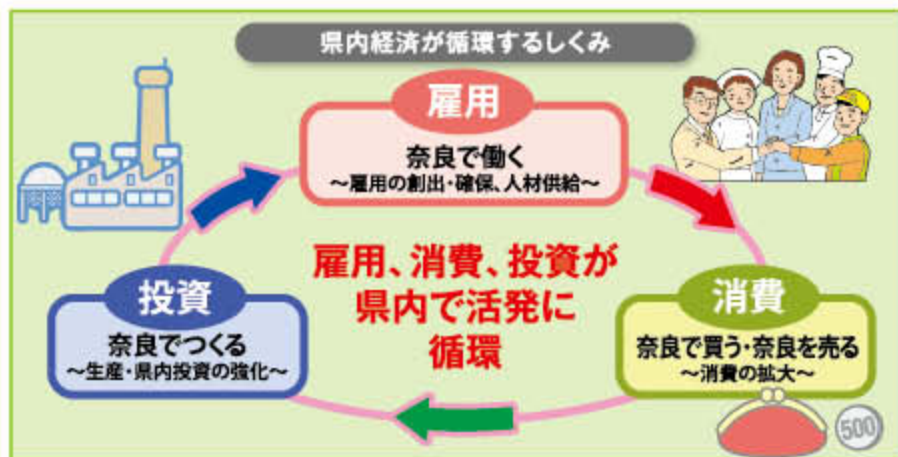 県内経済が循環するしくみ
雇用
奈良で働く
～雇用の創出・確保、人材供給～
雇用、消費、投資が
県内で活発に
循環
投資
奈良でつくる
～生産・県内投資の強化～
消費
奈良で買う・奈良を売る
～消費の拡大～
500